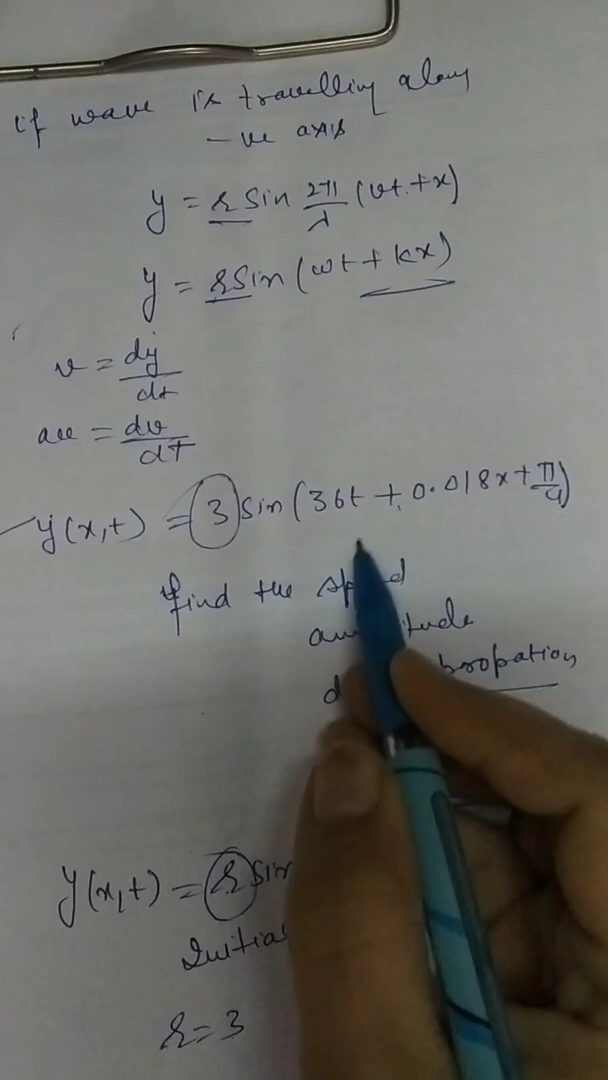 if wave is travelling along
- ve axis
y = r sin 2π/λ (vt + x)
y = r sin (ωt + kx)
v = dy/dt
acc = dv/dT
y(x,t) = 3 sin (36t + 0.018x + π/4)
find the speed
y(x,t) = r sin
r = 3